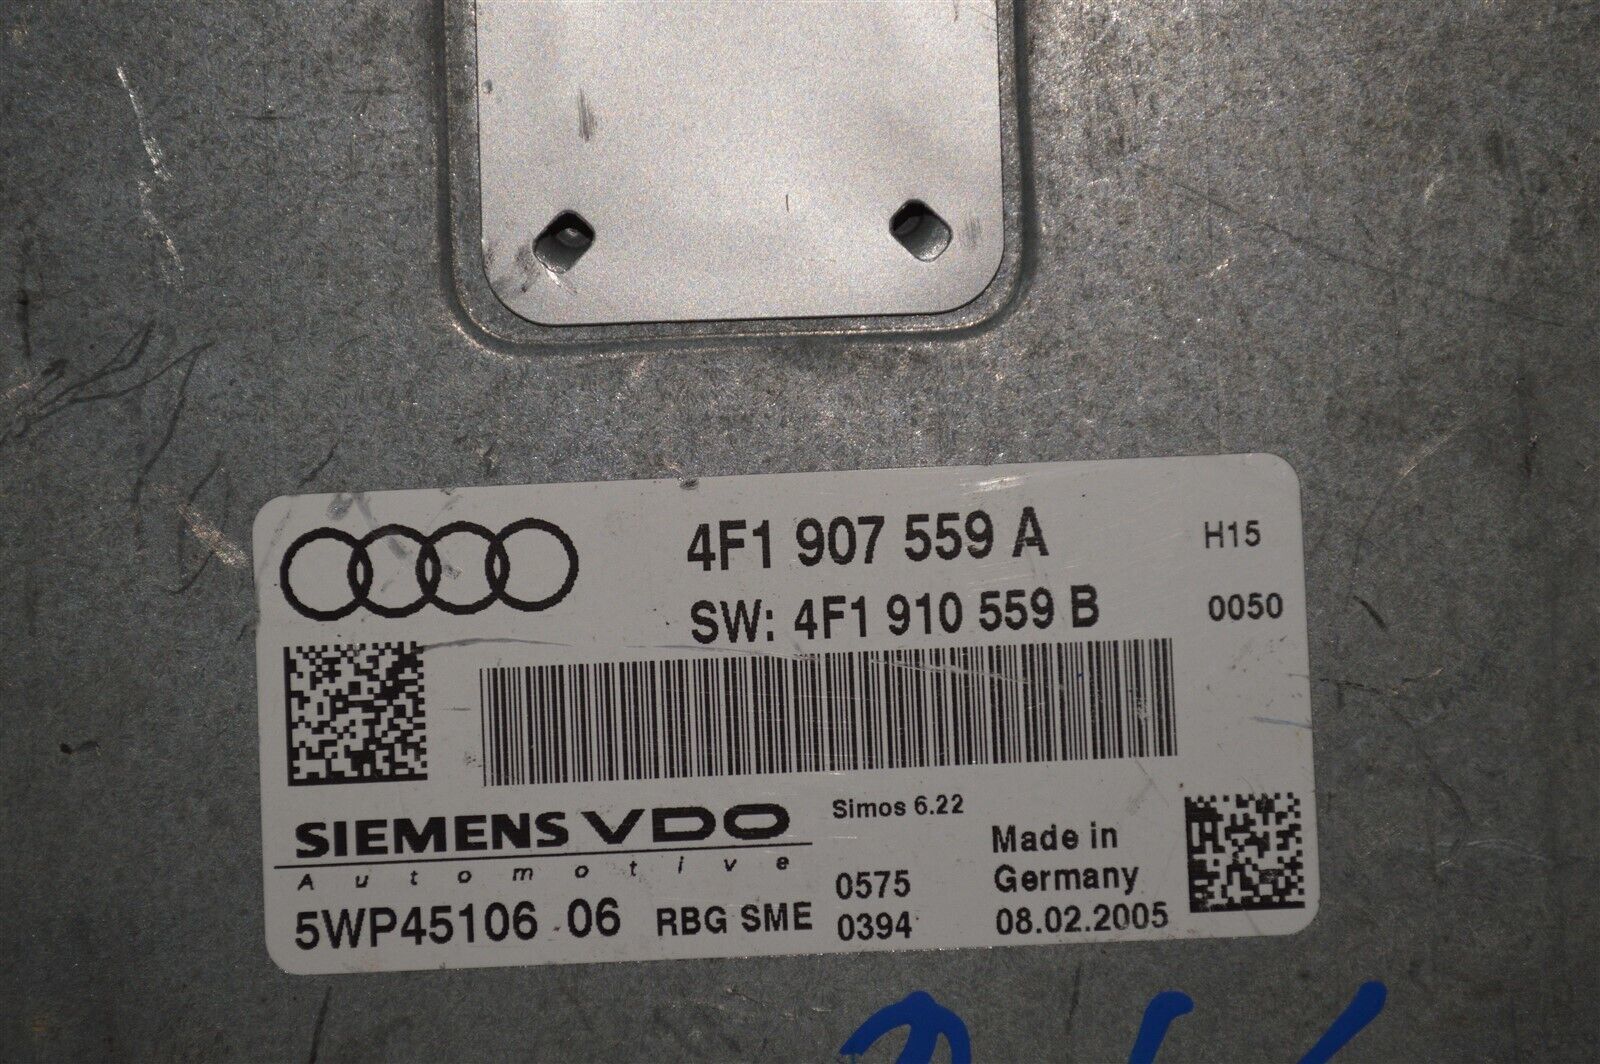 4F1 907 559 A H15
SW: 4F1 910 559 B 0050
SIEMENS VDO Simos 6.22
Automotive Made in
0575 Germany
5WP45106 06 RBG SME 0394 08.02.2005